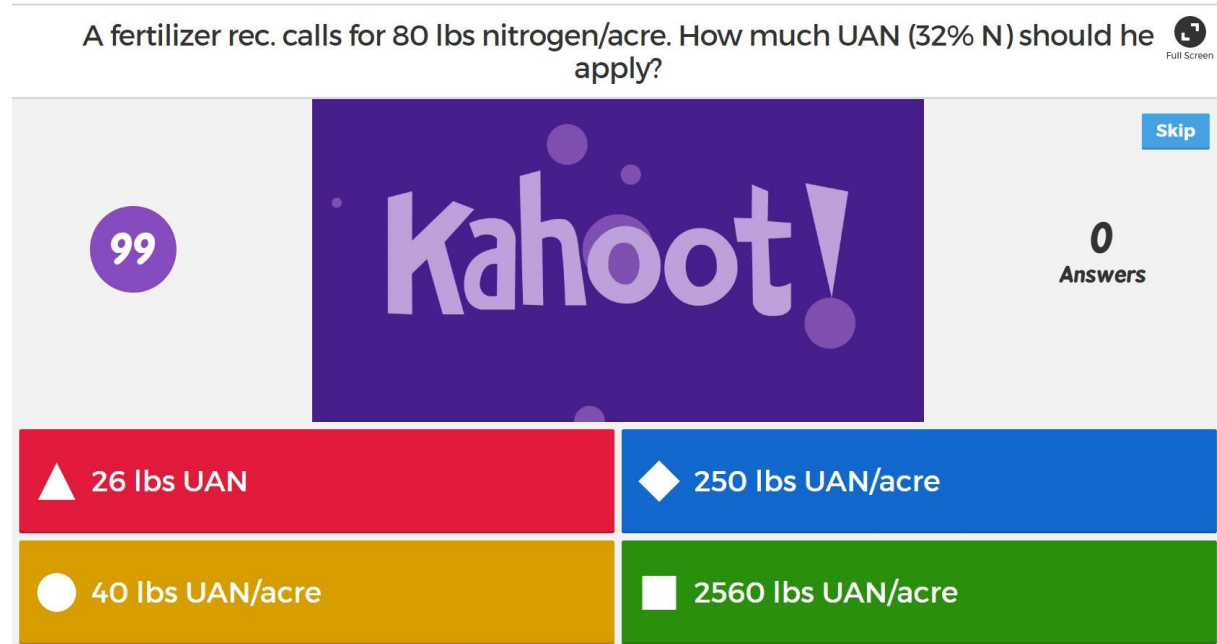 A fertilizer rec. calls for 80 lbs nitrogen/acre. How much UAN (32% N) should he
apply?
Full Screen
Skip
99
Kahoot!
0
Answers
26 lbs UAN
250 lbs UAN/acre
40 lbs UAN/acre
2560 lbs UAN/acre